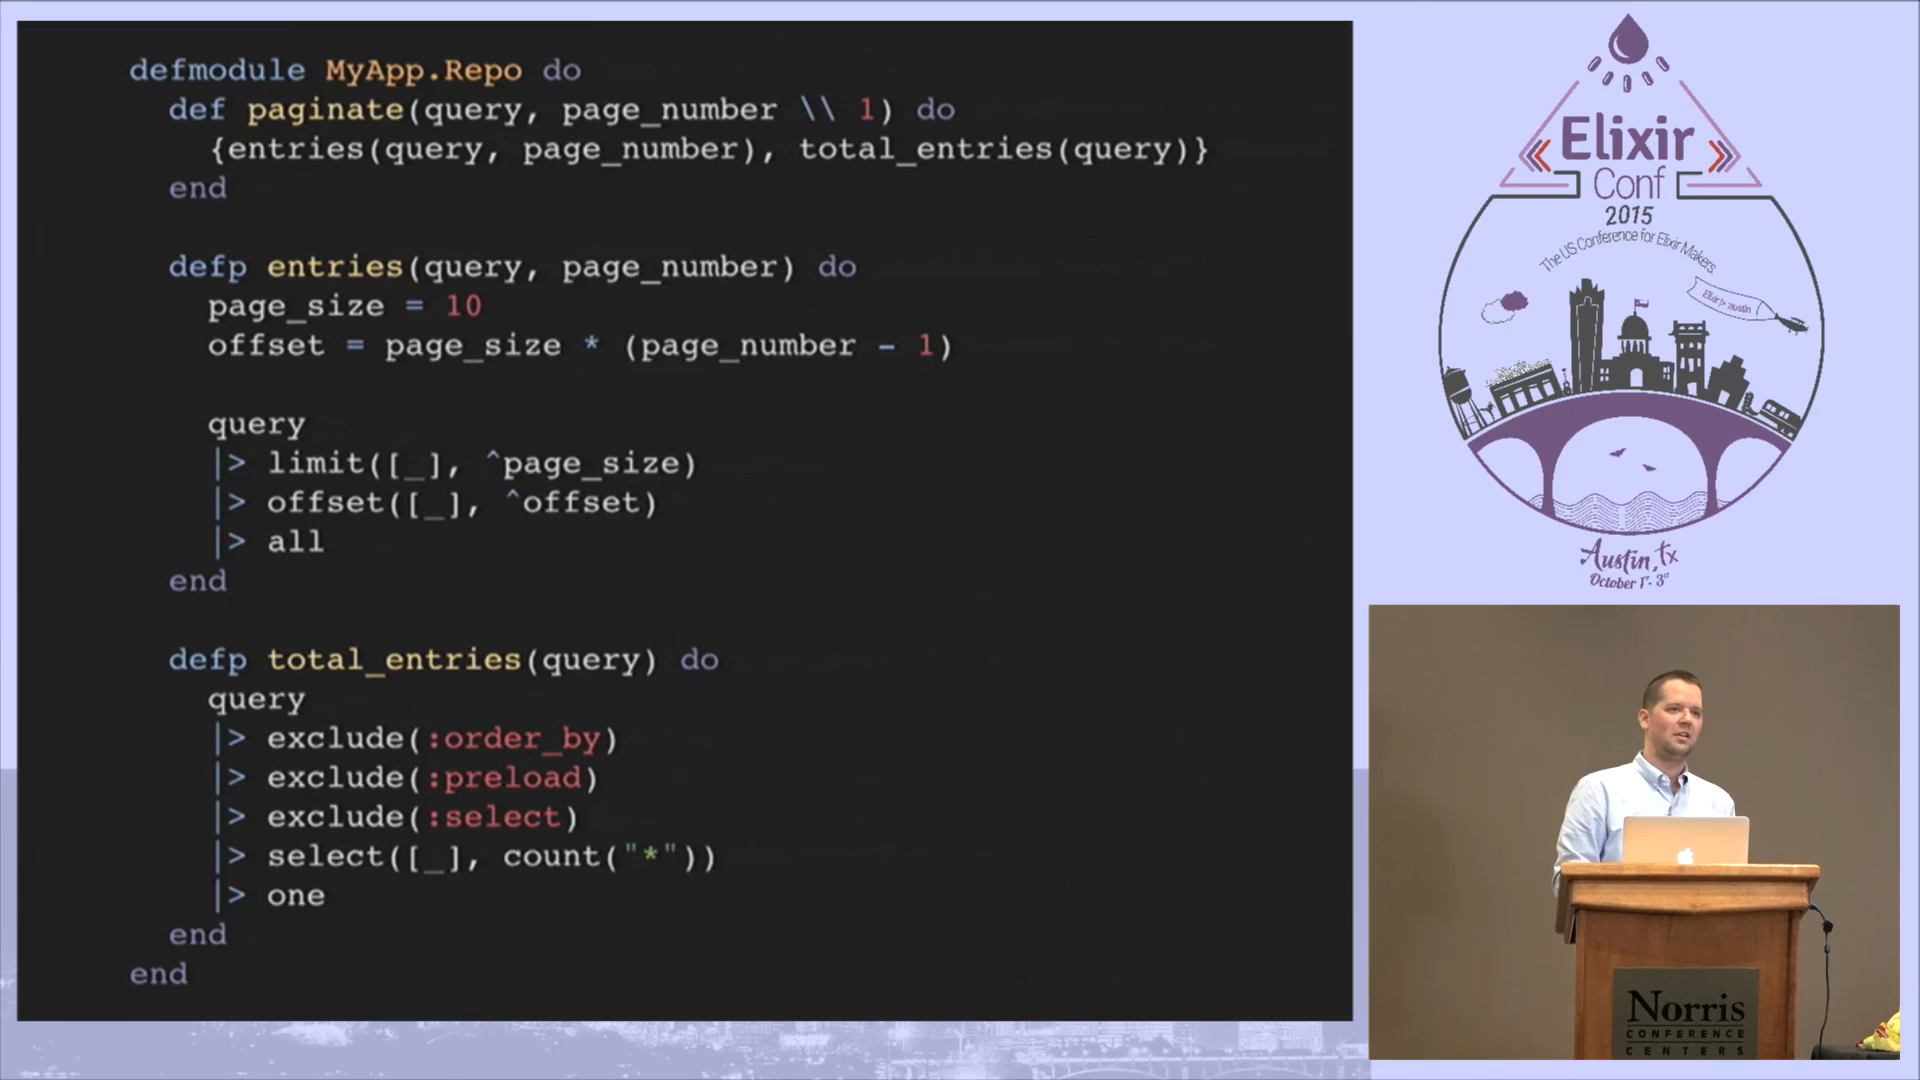 defmodule MyApp.Repo do
  def paginate(query, page_number \\ 1) do
    {entries(query, page_number), total_entries(query)}
  end

  defp entries(query, page_number) do
    page_size = 10
    offset = page_size * (page_number - 1)

    query
    |> limit([_], ^page_size)
    |> offset([_], ^offset)
    |> all
  end

  defp total_entries(query) do
    query
    |> exclude(:order_by)
    |> exclude(:preload)
    |> exclude(:select)
    |> select([_], count("*"))
    |> one
  end
end
Elixir
Conf
2015
The US Conference for Elixir Makers
Elixir |> austin
Austin, tx
October 1st - 3rd
Norris
CONFERENCE
CENTERS